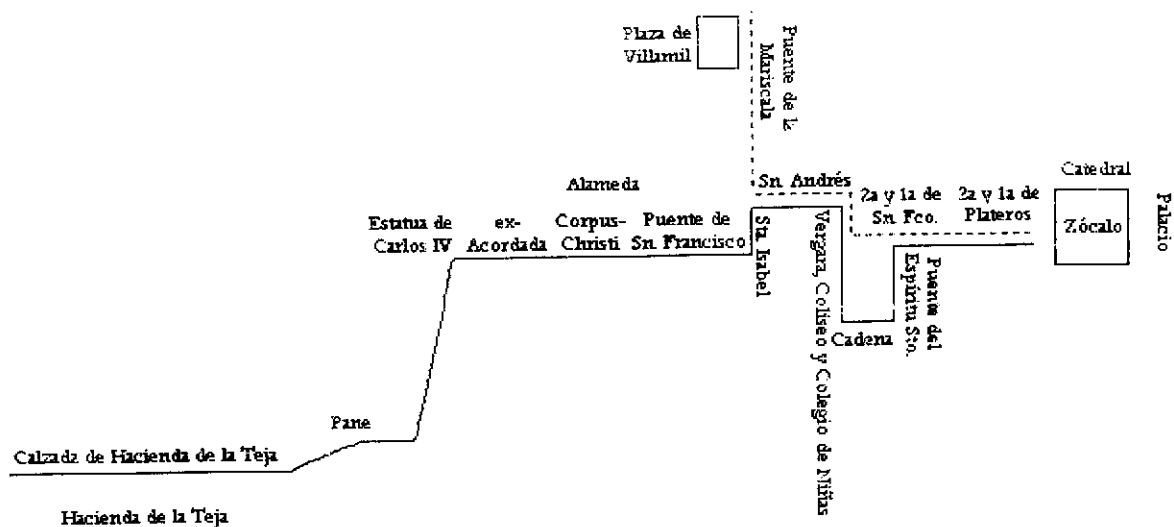 Plaza de
Villamil
Puente de la
Mariscala
Catedral
Alameda
Sn. Andrés
2a y 1a de
Sn. Fco.
2a y 1a de
Plateros
Zócalo
Palacio
Estatua de
Carlos IV
ex-
Acordada
Corpus-
Christi
Puente de
Sn. Francisco
Sta. Isabel
Vergara, Coliseo y Colegio de Niñas
Cadena
Puente del
Espíritu Sto.
Pane
Calzada de Hacienda de la Teja
Hacienda de la Teja